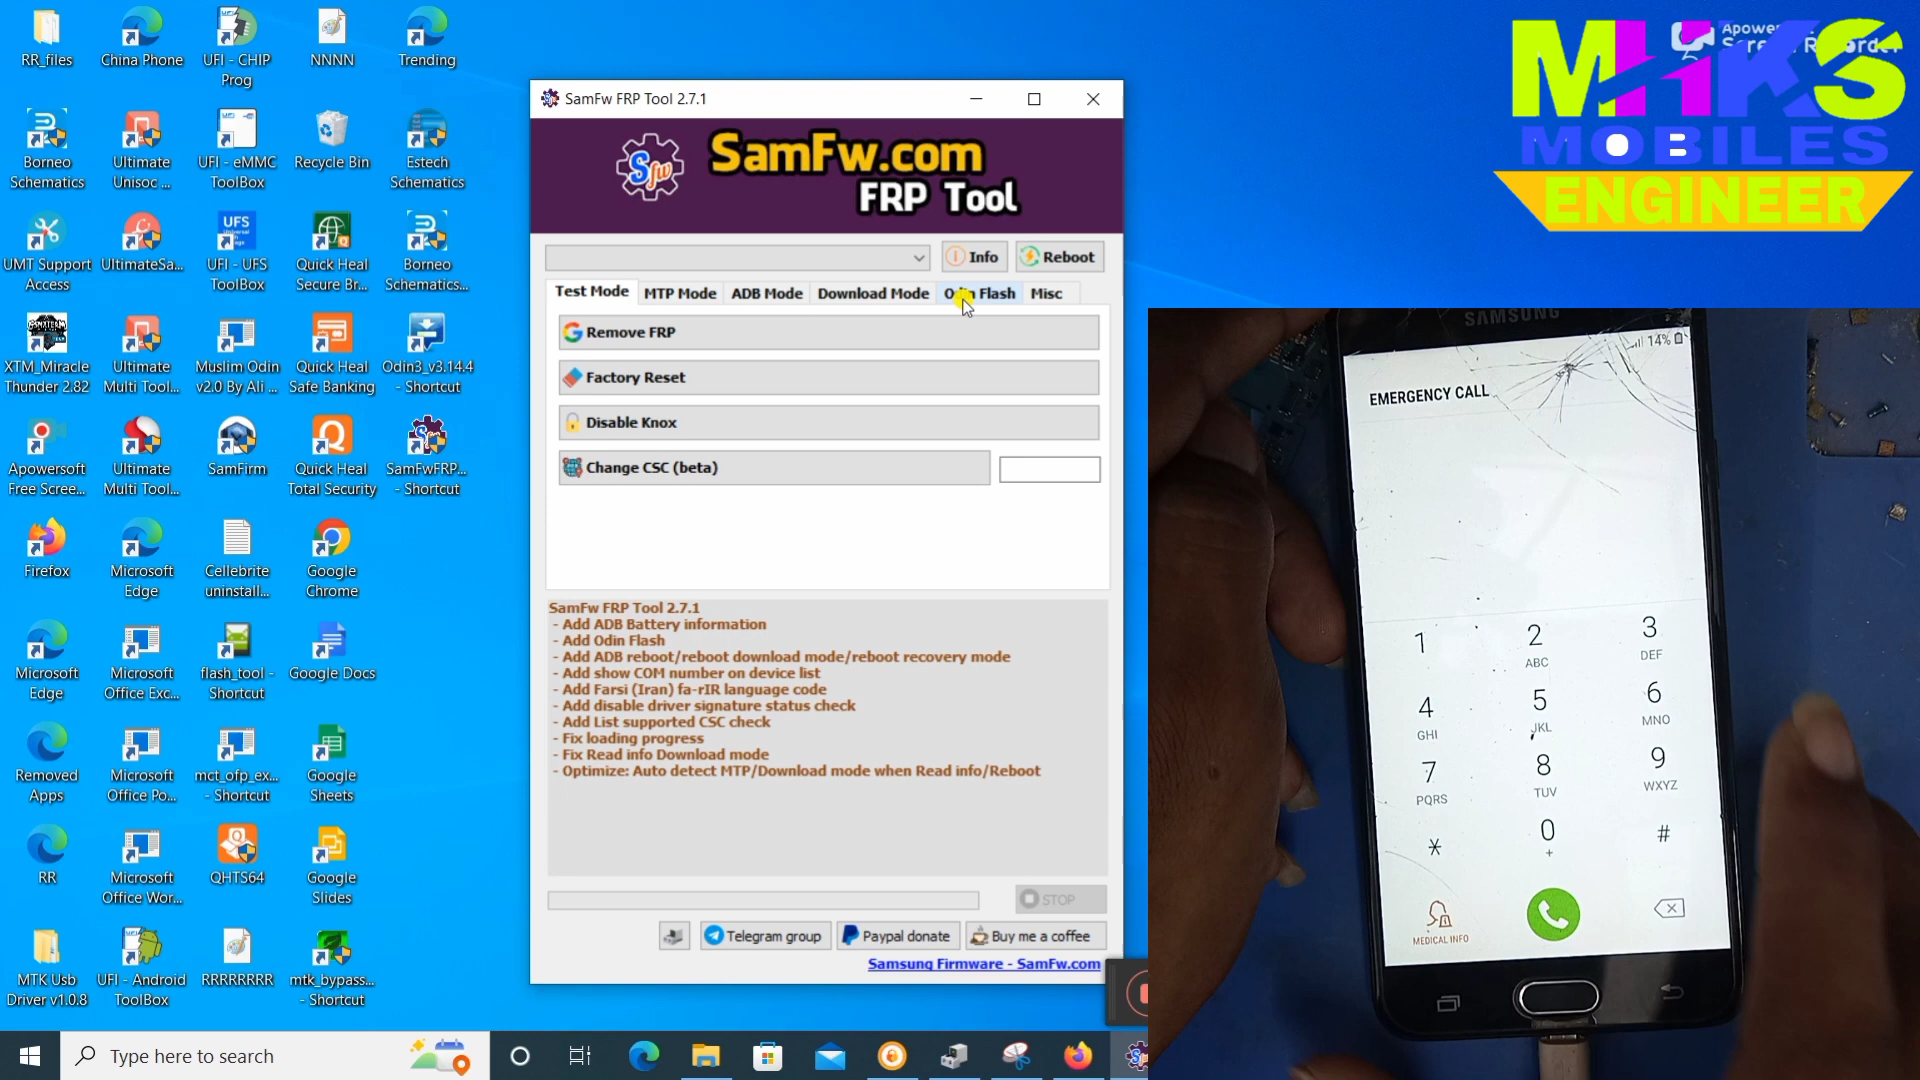 RR_files
China Phone
UFI - CHIP
Prog
NNNN
Trending
Borneo
Schematics
Ultimate
Unisoc ...
UFI - eMMC
ToolBox
Recycle Bin
Estech
Schematics
UMT Support
Access
UltimateSa...
UFS
UFI - UFS
ToolBox
Quick Heal
Secure Br...
Borneo
Schematics...
XTM_Miracle
Thunder 2.82
Ultimate
Multi Tool...
Muslim Odin
v2.0 By Ali ...
Quick Heal
Safe Banking
Odin3_v3.14.4
- Shortcut
Apowersoft
Free Scree...
Ultimate
Multi Tool...
SamFirm
Quick Heal
Total Security
SamFwFRP...
- Shortcut
Firefox
Microsoft
Edge
Cellebrite
uninstall...
Google
Chrome
Microsoft
Edge
Microsoft
Office Exc...
flash_tool -
Shortcut
Google Docs
Removed
Apps
Microsoft
Office Po...
mct_ofp_ex...
- Shortcut
Google
Sheets
RR
Microsoft
Office Wor...
QHTS64
Google
Slides
MTK Usb
Driver v1.0.8
UFI - Android
ToolBox
RRRRRRRR
mtk_bypass...
- Shortcut
SamFw FRP Tool 2.7.1
Sfw
SamFw.com
FRP Tool
Info
Reboot
Test Mode
MTP Mode
ADB Mode
Download Mode
Odin Flash
Misc
Remove FRP
Factory Reset
Disable Knox
Change CSC (beta)
SamFw FRP Tool 2.7.1
- Add ADB Battery information
- Add Odin Flash
- Add ADB reboot/reboot download mode/reboot recovery mode
- Add show COM number on device list
- Add Farsi (Iran) fa-rIR language code
- Add disable driver signature status check
- Add List supported CSC check
- Fix loading progress
- Fix Read info Download mode
- Optimize: Auto detect MTP/Download mode when Read info/Reboot
STOP
Telegram group
Paypal donate
Buy me a coffee
Samsung Firmware - SamFw.com
Type here to search
MHKS
MOBILES
ENGINEER
SAMSUNG
14%
EMERGENCY CALL
1
2
3
ABC
DEF
4
5
6
GHI
JKL
MNO
7
8
9
PQRS
TUV
WXYZ
*
0
#
+
MEDICAL INFO